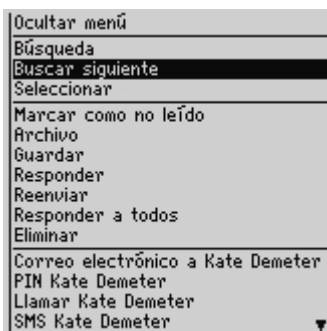 Ocultar menú
Búsqueda
Buscar siguiente
Seleccionar
Marcar como no leído
Archivo
Guardar
Responder
Reenviar
Responder a todos
Eliminar
Correo electrónico a Kate Demeter
PIN Kate Demeter
Llamar Kate Demeter
SMS Kate Demeter